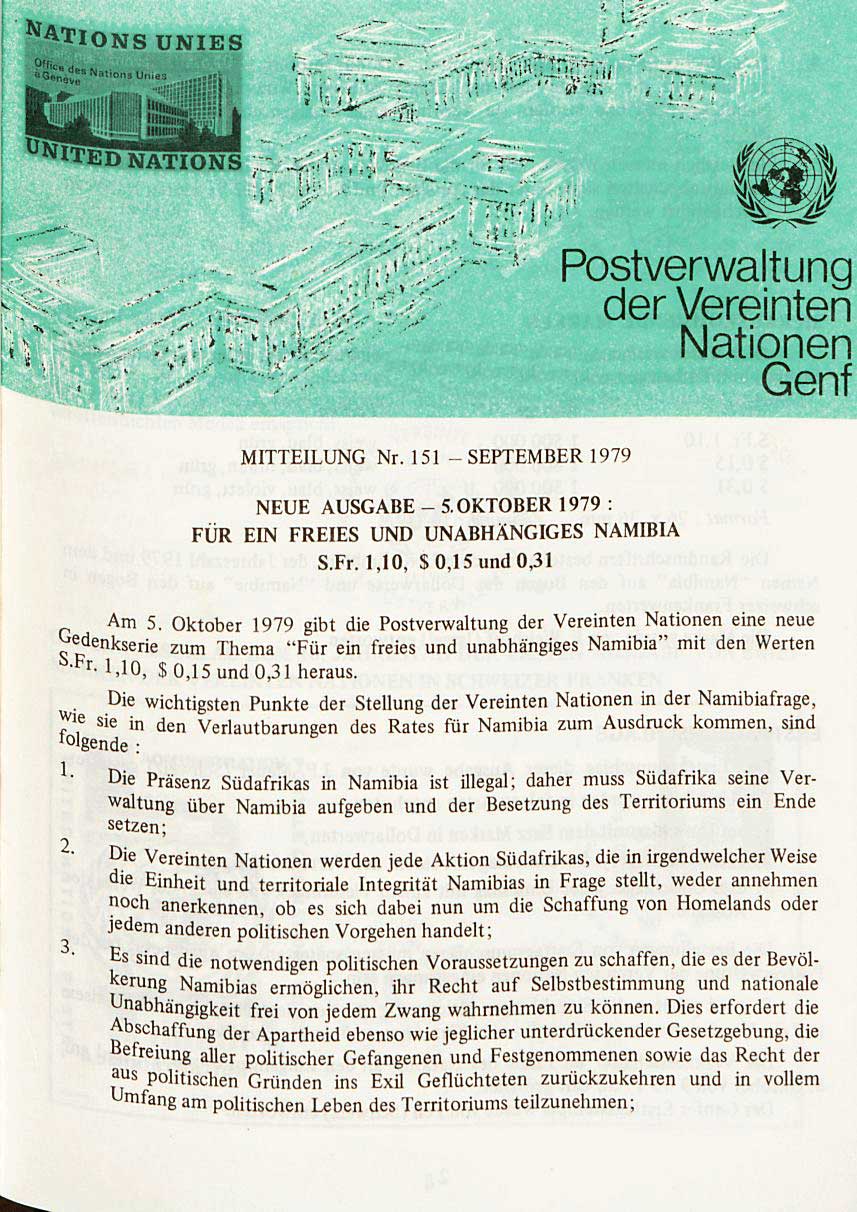 NATIONS UNIES
Office des Nations Unies
à Genève
UNITED NATIONS
Postverwaltung
der Vereinten
Nationen
Genf
MITTEILUNG Nr. 151 – SEPTEMBER 1979
NEUE AUSGABE – 5. OKTOBER 1979 :
FÜR EIN FREIES UND UNABHÄNGIGES NAMIBIA
S.Fr. 1,10, $ 0,15 und 0,31
Am 5. Oktober 1979 gibt die Postverwaltung der Vereinten Nationen eine neue
Gedenkserie zum Thema “Für ein freies und unabhängiges Namibia” mit den Werten
S.Fr. 1,10, $ 0,15 und 0,31 heraus.
Die wichtigsten Punkte der Stellung der Vereinten Nationen in der Namibiafrage,
wie sie in den Verlautbarungen des Rates für Namibia zum Ausdruck kommen, sind
folgende :
1. Die Präsenz Südafrikas in Namibia ist illegal; daher muss Südafrika seine Ver-
waltung über Namibia aufgeben und der Besetzung des Territoriums ein Ende
setzen;
2. Die Vereinten Nationen werden jede Aktion Südafrikas, die in irgendwelcher Weise
die Einheit und territoriale Integrität Namibias in Frage stellt, weder annehmen
noch anerkennen, ob es sich dabei nun um die Schaffung von Homelands oder
jedem anderen politischen Vorgehen handelt;
3. Es sind die notwendigen politischen Voraussetzungen zu schaffen, die es der Bevöl-
kerung Namibias ermöglichen, ihr Recht auf Selbstbestimmung und nationale
Unabhängigkeit frei von jedem Zwang wahrnehmen zu können. Dies erfordert die
Abschaffung der Apartheid ebenso wie jeglicher unterdrückender Gesetzgebung, die
Befreiung aller politischer Gefangenen und Festgenommenen sowie das Recht der
aus politischen Gründen ins Exil Geflüchteten zurückzukehren und in vollem
Umfang am politischen Leben des Territoriums teilzunehmen;